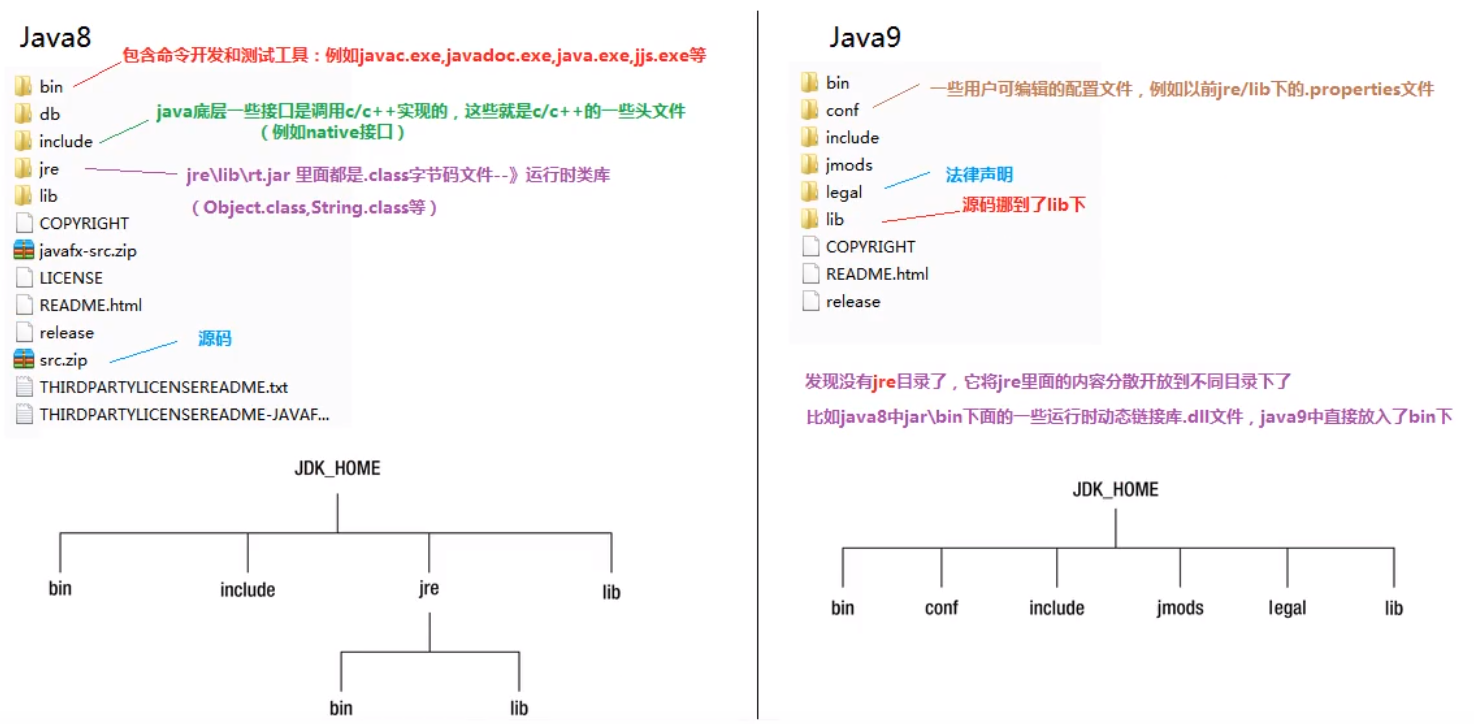 Java8
包含命令开发和测试工具：例如javac.exe,javadoc.exe,java.exe,jjs.exe等
bin
db
java底层一些接口是调用c/c++实现的，这些就是c/c++的一些头文件
（例如native接口）
include
jre
jre\lib\rt.jar 里面都是.class字节码文件--》运行时类库
（Object.class,String.class等）
lib
COPYRIGHT
javafx-src.zip
LICENSE
README.html
release
源码
src.zip
THIRDPARTYLICENSEREADME.txt
THIRDPARTYLICENSEREADME-JAVAF...
JDK_HOME
bin
include
jre
lib
bin
lib
Java9
bin
一些用户可编辑的配置文件，例如以前jre/lib下的.properties文件
conf
include
jmods
法律声明
legal
源码挪到了lib下
lib
COPYRIGHT
README.html
release
发现没有jre目录了，它将jre里面的内容分散开放到不同目录下了
比如java8中jar\bin下面的一些运行时动态链接库.dll文件，java9中直接放入了bin下
JDK_HOME
bin
conf
include
jmods
legal
lib